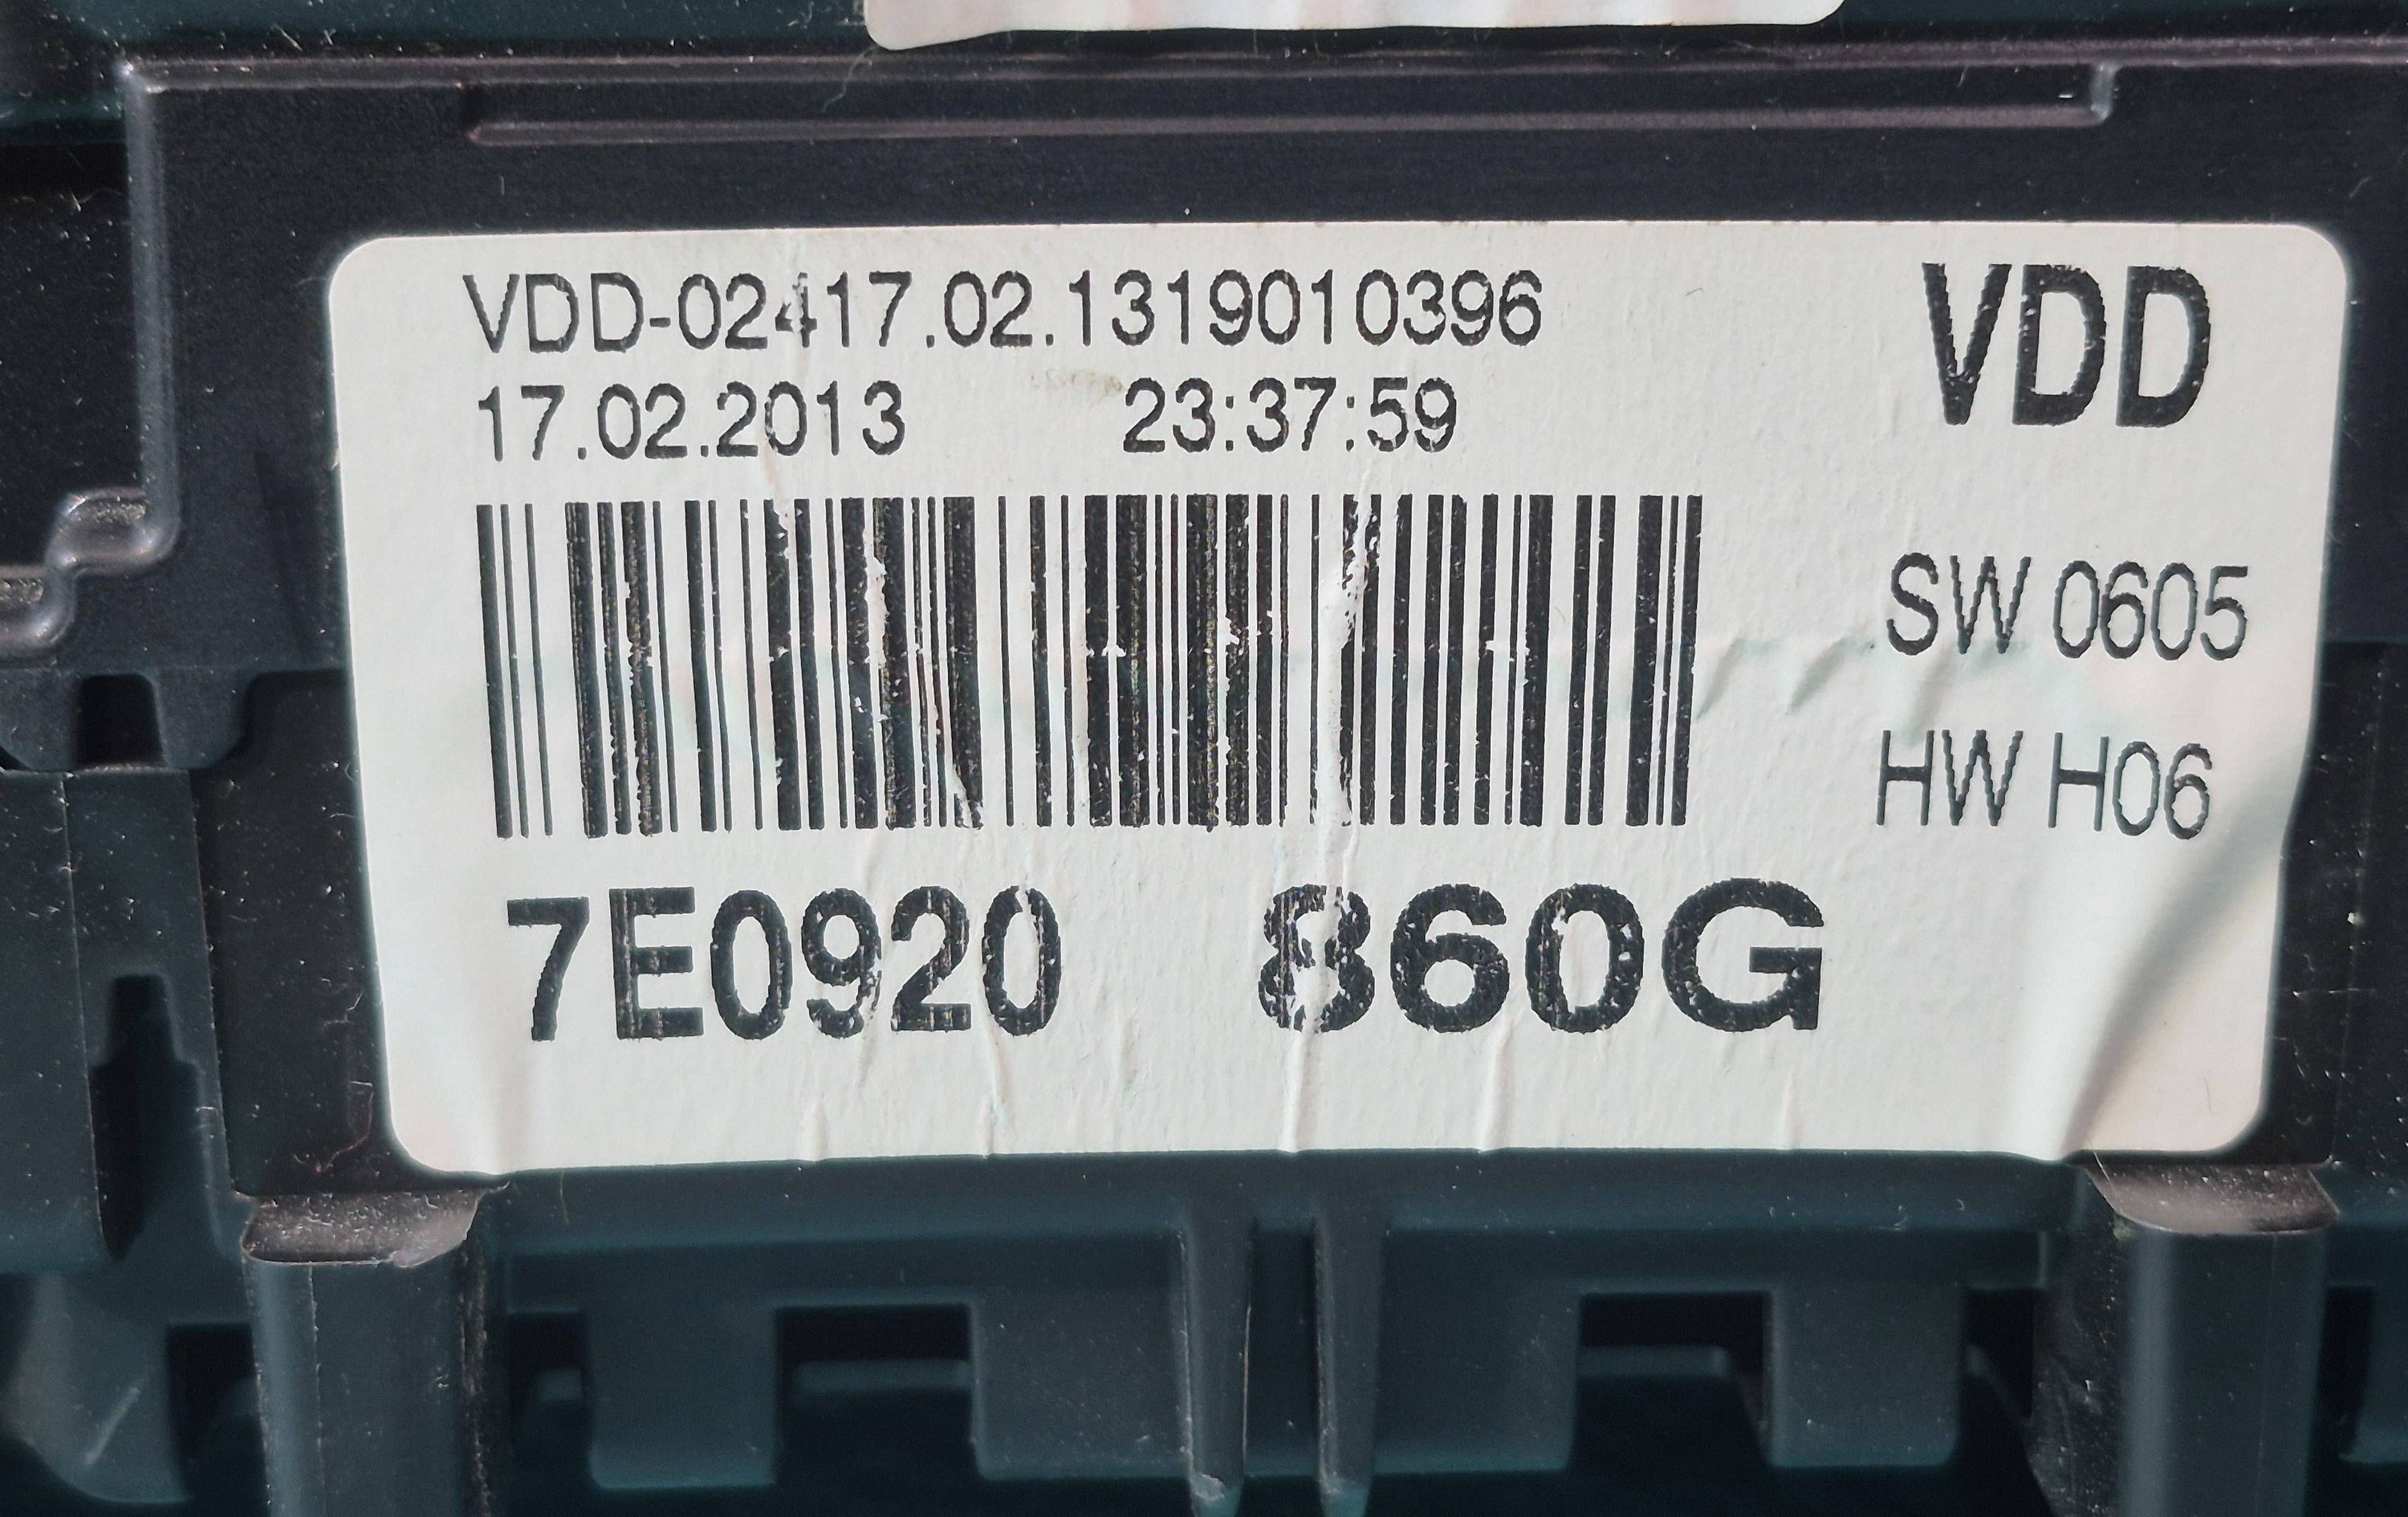 VDD-02417.02.1319010396
VDD
17.02.2013 23:37:59
SW 0605
HW H06
7E0920 860G